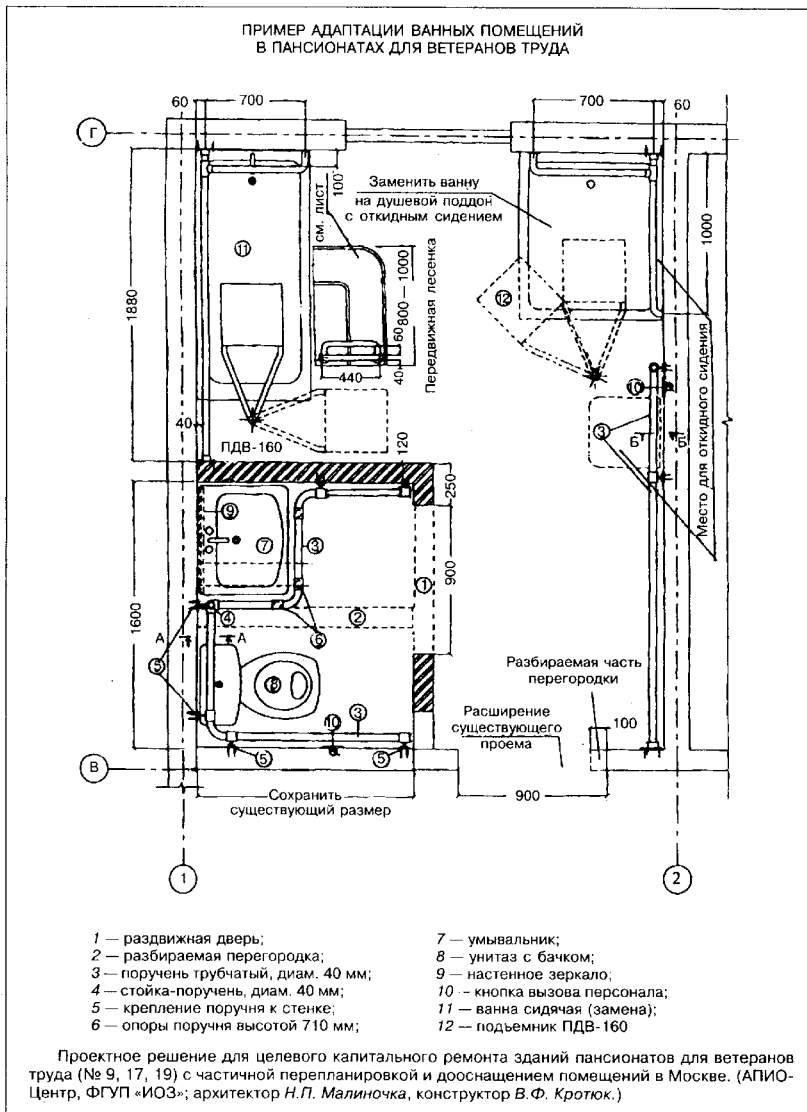 ПРИМЕР АДАПТАЦИИ ВАННЫХ ПОМЕЩЕНИЙ
В ПАНСИОНАТАХ ДЛЯ ВЕТЕРАНОВ ТРУДА
60 700 700 60
Г
100
Заменить ванну
на душевой поддон
с откидным сидением
см. лист
1880
11
12
1000
800 — 1000
60
40
440
Передвижная лесенка
10
3
Б Б
Место для откидного сидения
40
ПДВ-160
120
250
9
7
3
1
900
1600
4
2
6
А А
5
8
Разбираемая часть
перегородки
3
10
Расширение
существующего
проема
100
5 5
В
900
Сохранить
существующий размер
1 2
1 — раздвижная дверь;
2 — разбираемая перегородка;
3 — поручень трубчатый, диам. 40 мм;
4 — стойка-поручень, диам. 40 мм;
5 — крепление поручня к стенке;
6 — опоры поручня высотой 710 мм;
7 — умывальник;
8 — унитаз с бачком;
9 — настенное зеркало;
10 - кнопка вызова персонала;
11 — ванна сидячая (замена);
12 — подъемник ПДВ-160
Проектное решение для целевого капитального ремонта зданий пансионатов для ветеранов
труда (№ 9, 17, 19) с частичной перепланировкой и дооснащением помещений в Москве. (АПИО-
Центр, ФГУП «ИОЗ»; архитектор Н.П. Малиночка, конструктор В.Ф. Кротюк.)